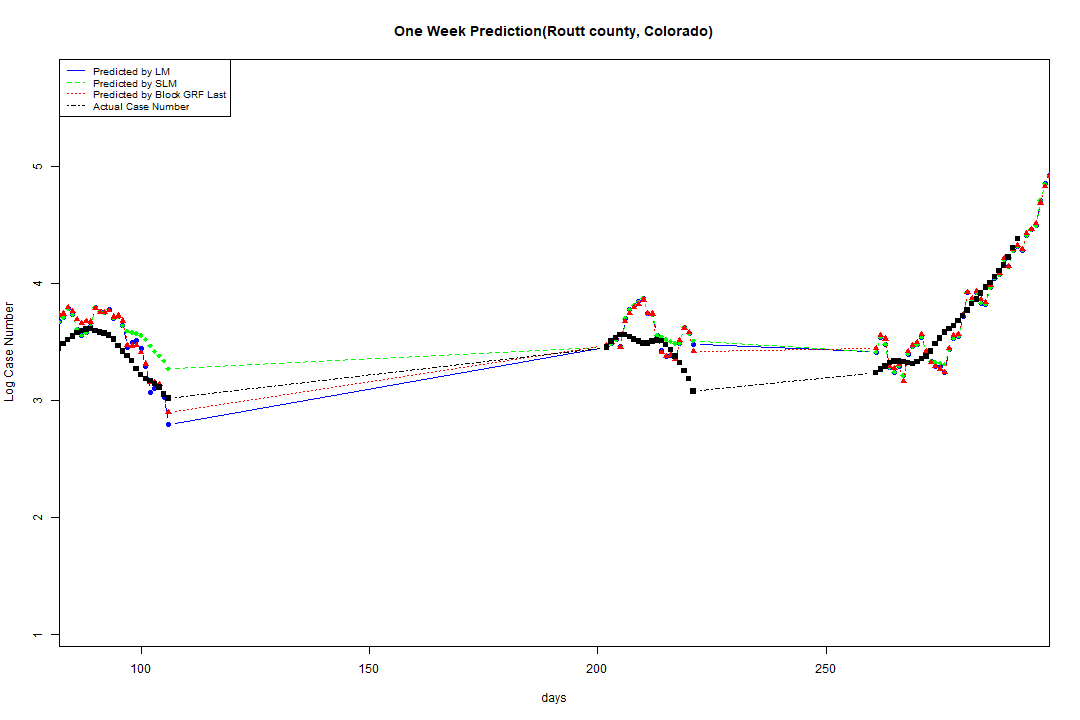 One Week Prediction(Routt county, Colorado)
Predicted by LM
Predicted by SLM
Predicted by Block GRF Last
Actual Case Number
5
4
3
2
1
Log Case Number
100 150 200 250
days